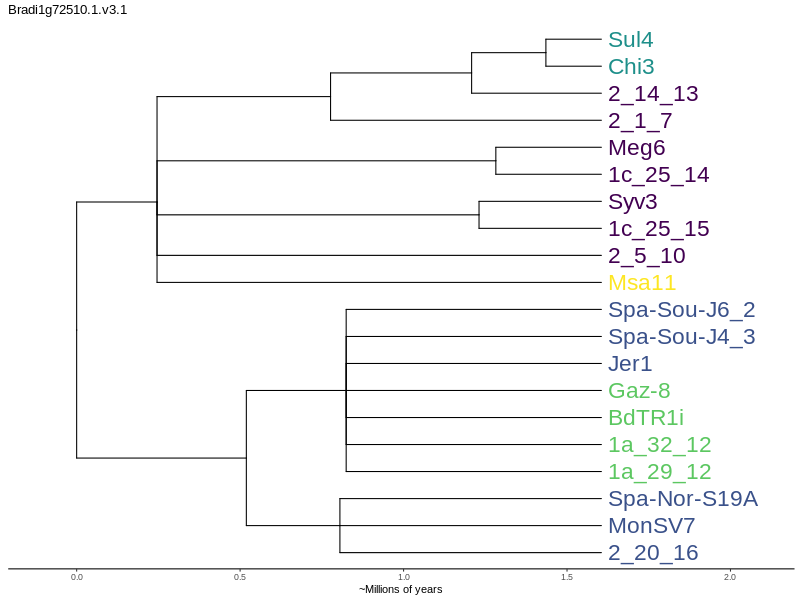 Bradi1g72510.1.v3.1
Sul4
Chi3
2_14_13
2_1_7
Meg6
1c_25_14
Syv3
1c_25_15
2_5_10
Msa11
Spa-Sou-J6_2
Spa-Sou-J4_3
Jer1
Gaz-8
BdTR1i
1a_32_12
1a_29_12
Spa-Nor-S19A
MonSV7
2_20_16
0.0 0.5 1.0 1.5 2.0
~Millions of years